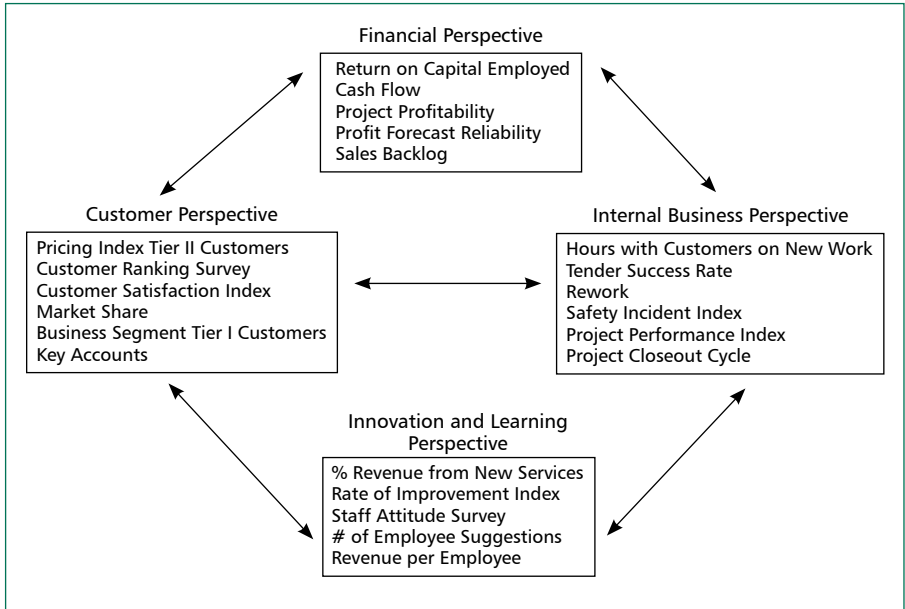 Financial Perspective
Return on Capital Employed
Cash Flow
Project Profitability
Profit Forecast Reliability
Sales Backlog
Customer Perspective
Pricing Index Tier II Customers
Customer Ranking Survey
Customer Satisfaction Index
Market Share
Business Segment Tier I Customers
Key Accounts
Internal Business Perspective
Hours with Customers on New Work
Tender Success Rate
Rework
Safety Incident Index
Project Performance Index
Project Closeout Cycle
Innovation and Learning
Perspective
% Revenue from New Services
Rate of Improvement Index
Staff Attitude Survey
# of Employee Suggestions
Revenue per Employee